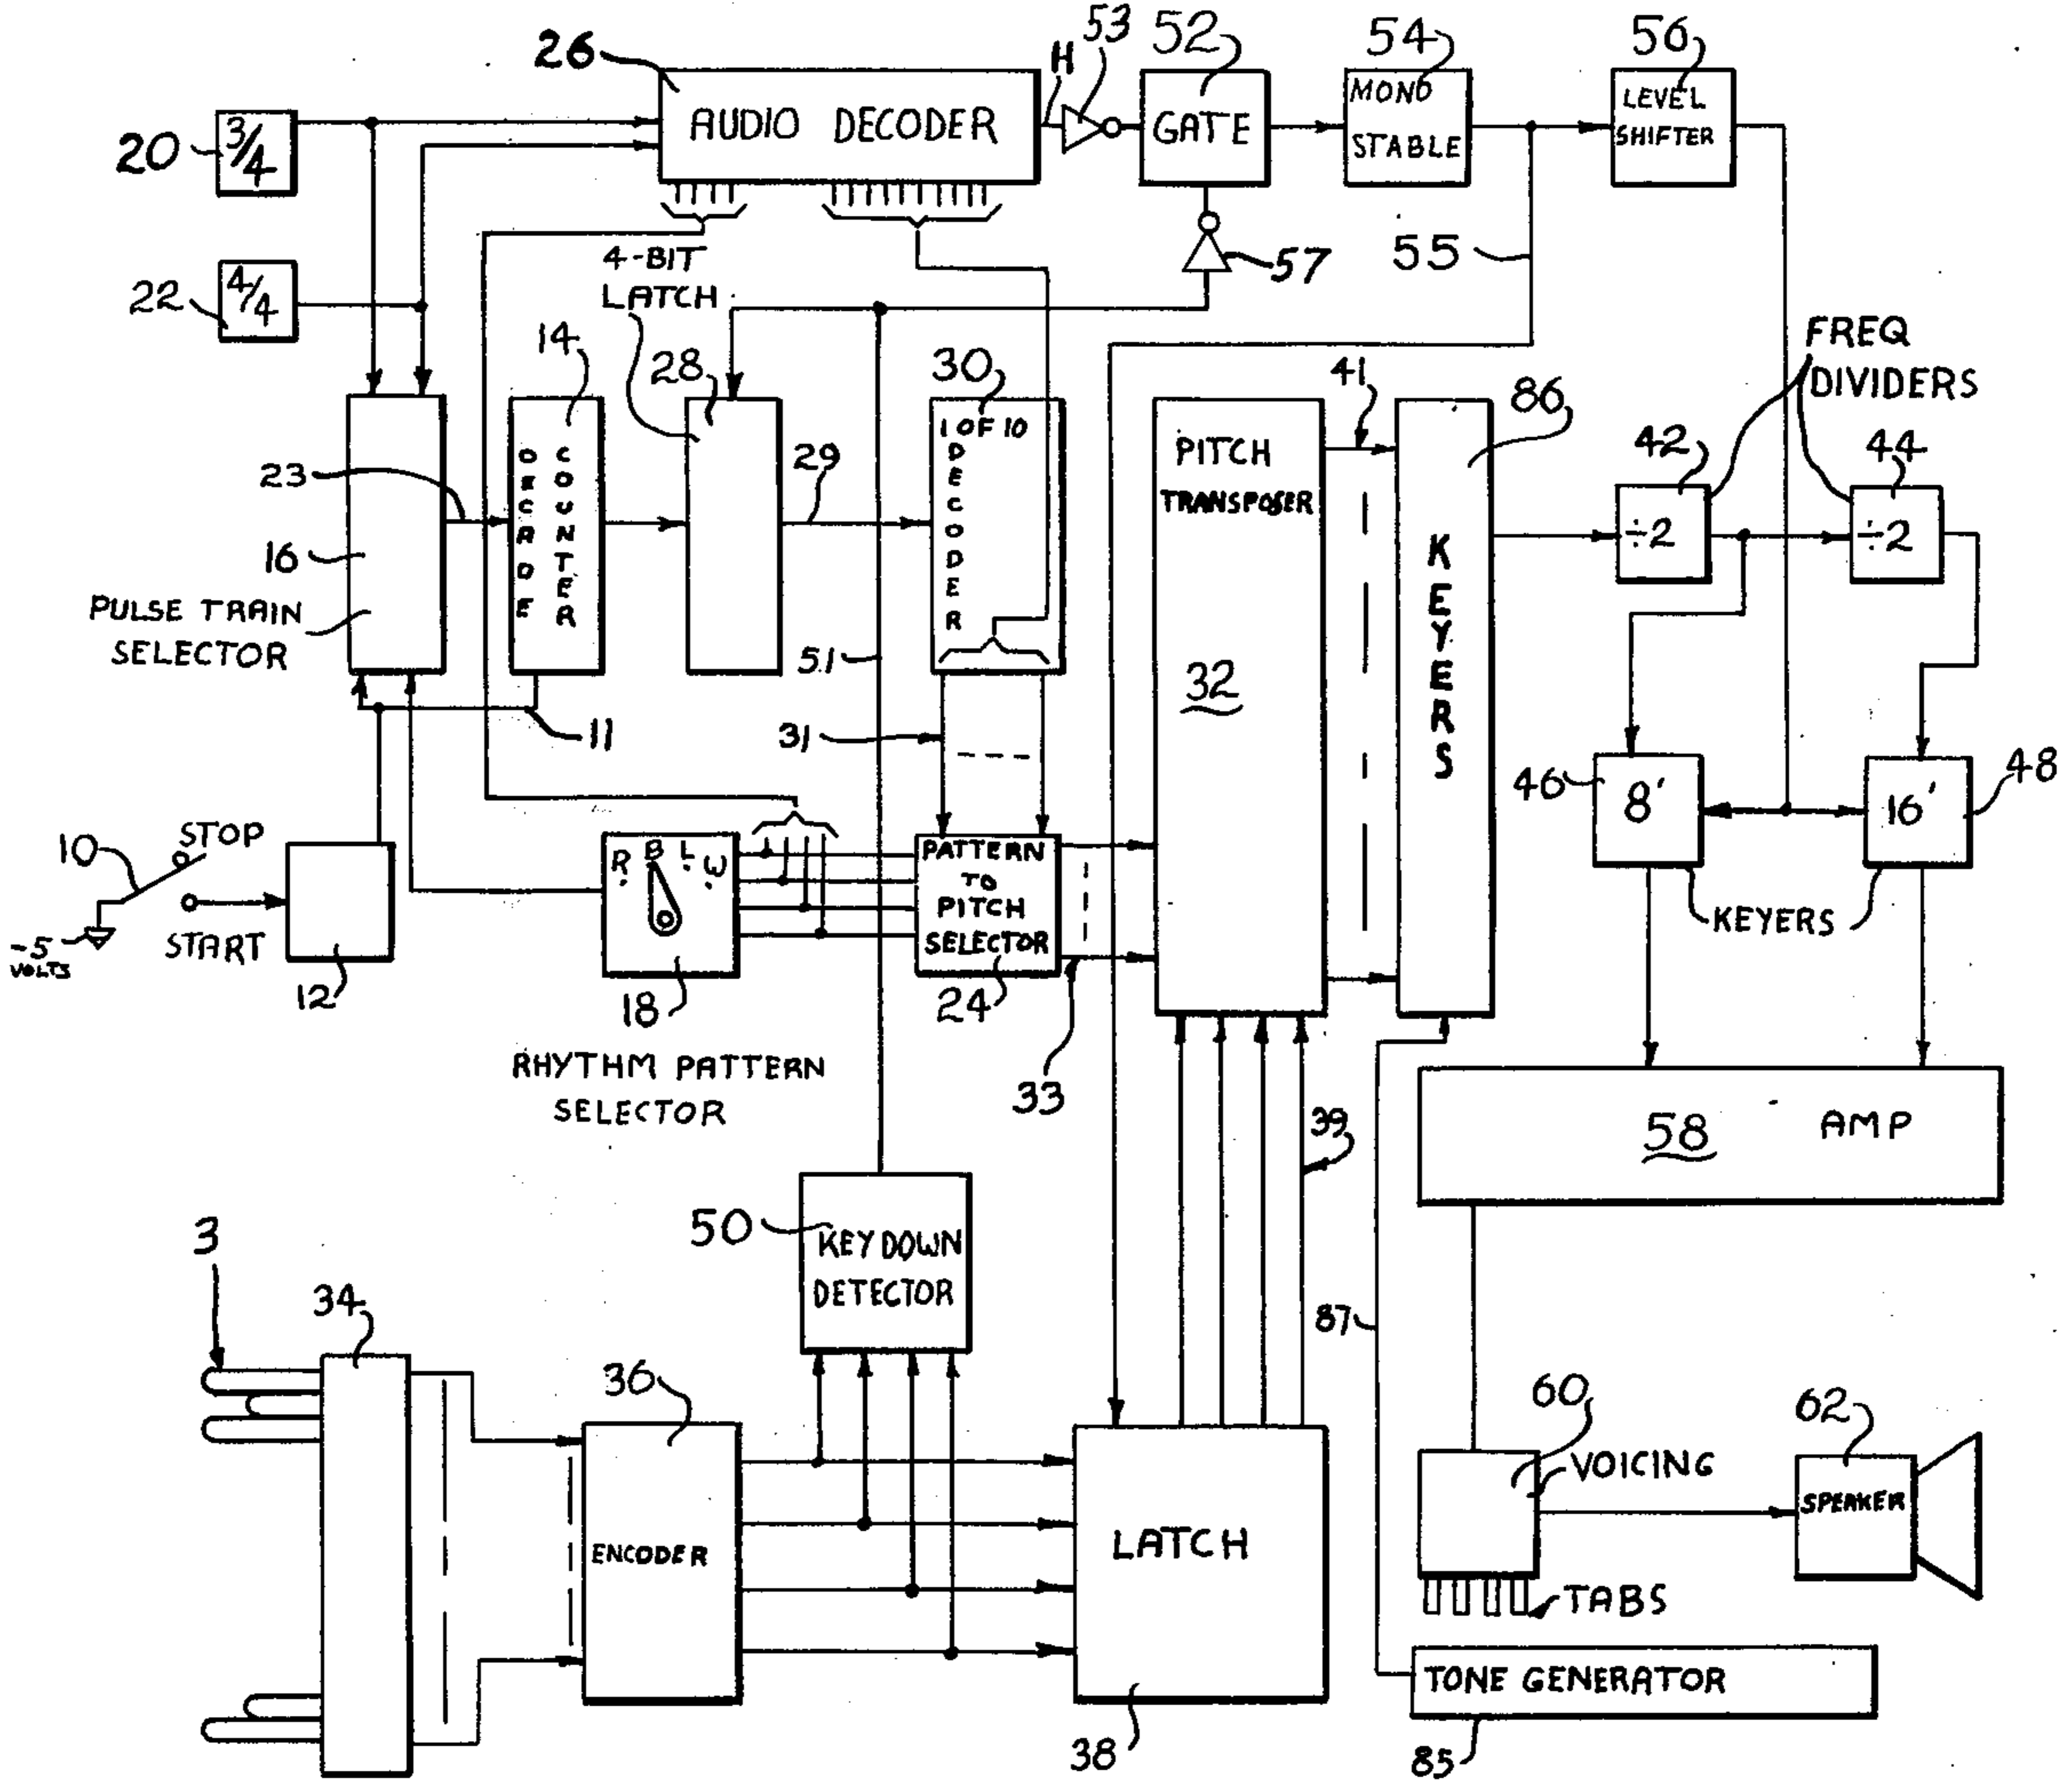 26
53
52
54
56
H
20
3/4
AUDIO DECODER
GATE
MONO
STABLE
LEVEL
SHIFTER
22
4/4
4-BIT
LATCH
57
55
14
28
30
41
86
FREQ
DIVIDERS
42
44
23
DECADE
COUNTER
29
1 OF 10
DECODER
PITCH
TRANSPOSER
32
KEYERS
÷2
÷2
16
PULSE TRAIN
SELECTOR
51
11
31
46
8'
16'
48
10
STOP
START
-5
VOLTS
12
R B L W
18
PATTERN
TO
PITCH
SELECTOR
24
KEYERS
33
RHYTHM PATTERN
SELECTOR
39
58
AMP
50
KEYDOWN
DETECTOR
3
34
36
87
60
VOICING
62
SPEAKER
ENCODER
LATCH
TABS
38
TONE GENERATOR
85